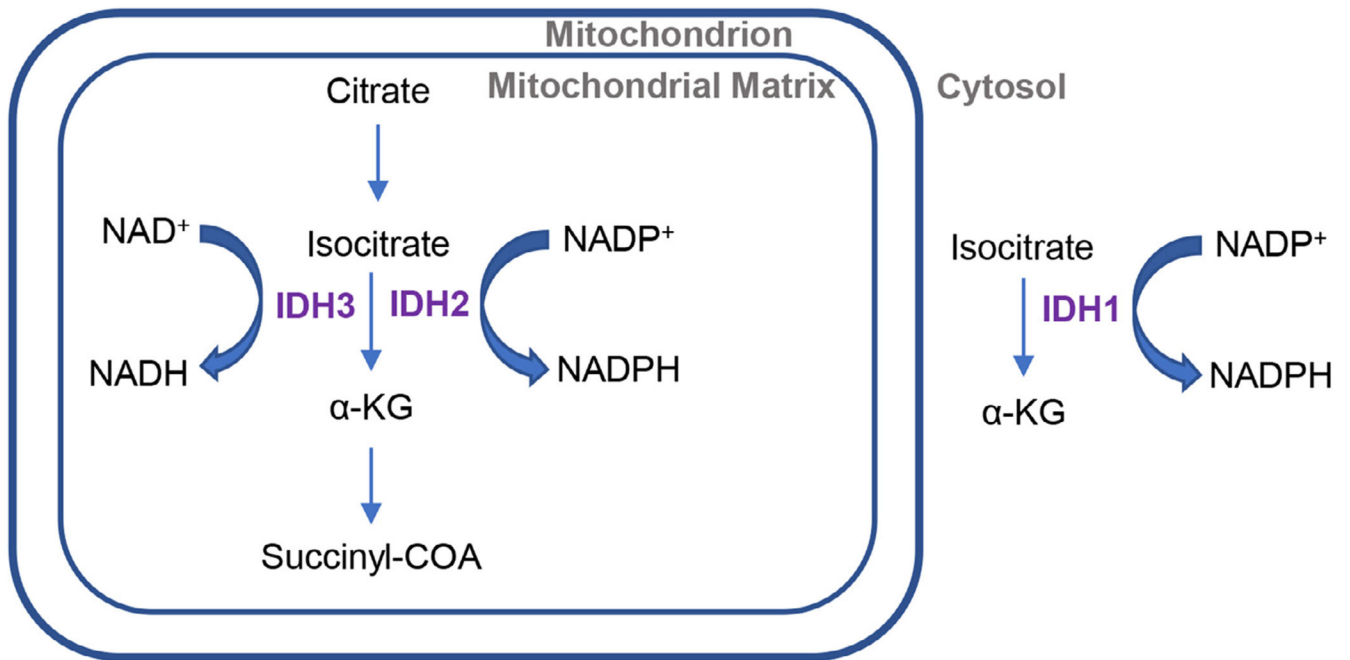 Mitochondrion
Mitochondrial Matrix
Cytosol
Citrate
NAD⁺
Isocitrate
NADP⁺
IDH3
IDH2
NADH
NADPH
α-KG
Succinyl-COA
Isocitrate
NADP⁺
IDH1
NADPH
α-KG